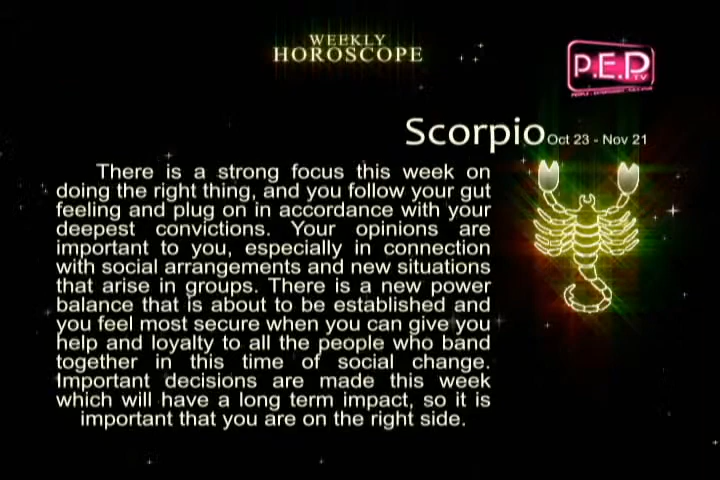 WEEKLY
HOROSCOPE
P.E.P
TV
Scorpio Oct 23 - Nov 21
There is a strong focus this week on
doing the right thing, and you follow your gut
feeling and plug on in accordance with your
deepest convictions. Your opinions are
important to you, especially in connection
with social arrangements and new situations
that arise in groups. There is a new power
balance that is about to be established and
you feel most secure when you can give you
help and loyalty to all the people who band
together in this time of social change.
Important decisions are made this week
which will have a long term impact, so it is
important that you are on the right side.